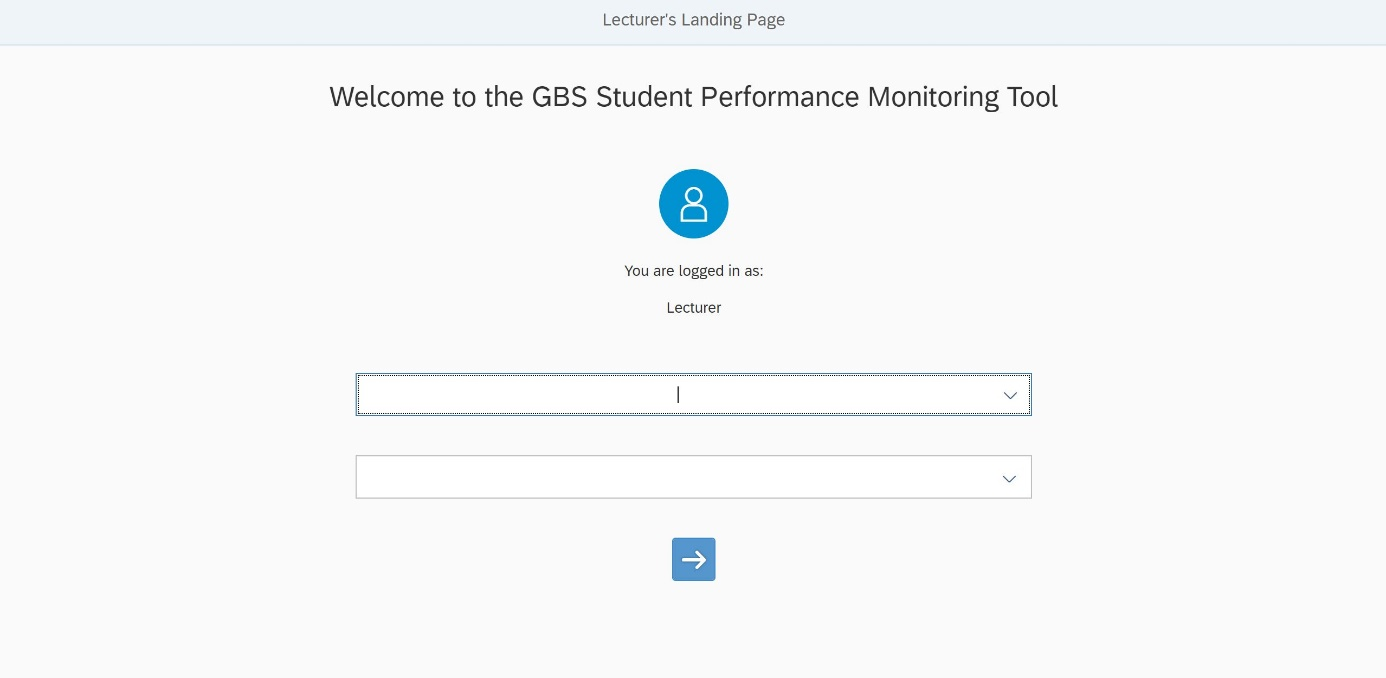 Lecturer's Landing Page
Welcome to the GBS Student Performance Monitoring Tool
You are logged in as:
Lecturer